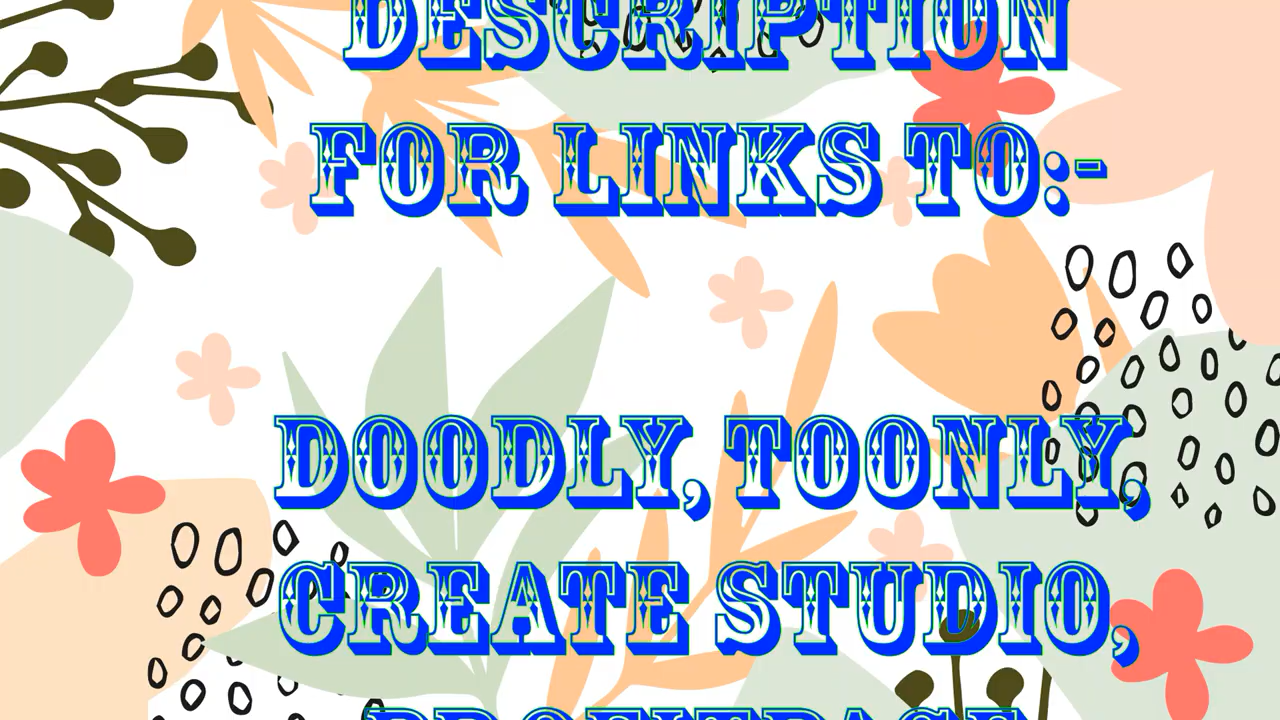 DESCRIPTION
FOR LINKS TO:-
DOODLY, TOONLY,
CREATE STUDIO,